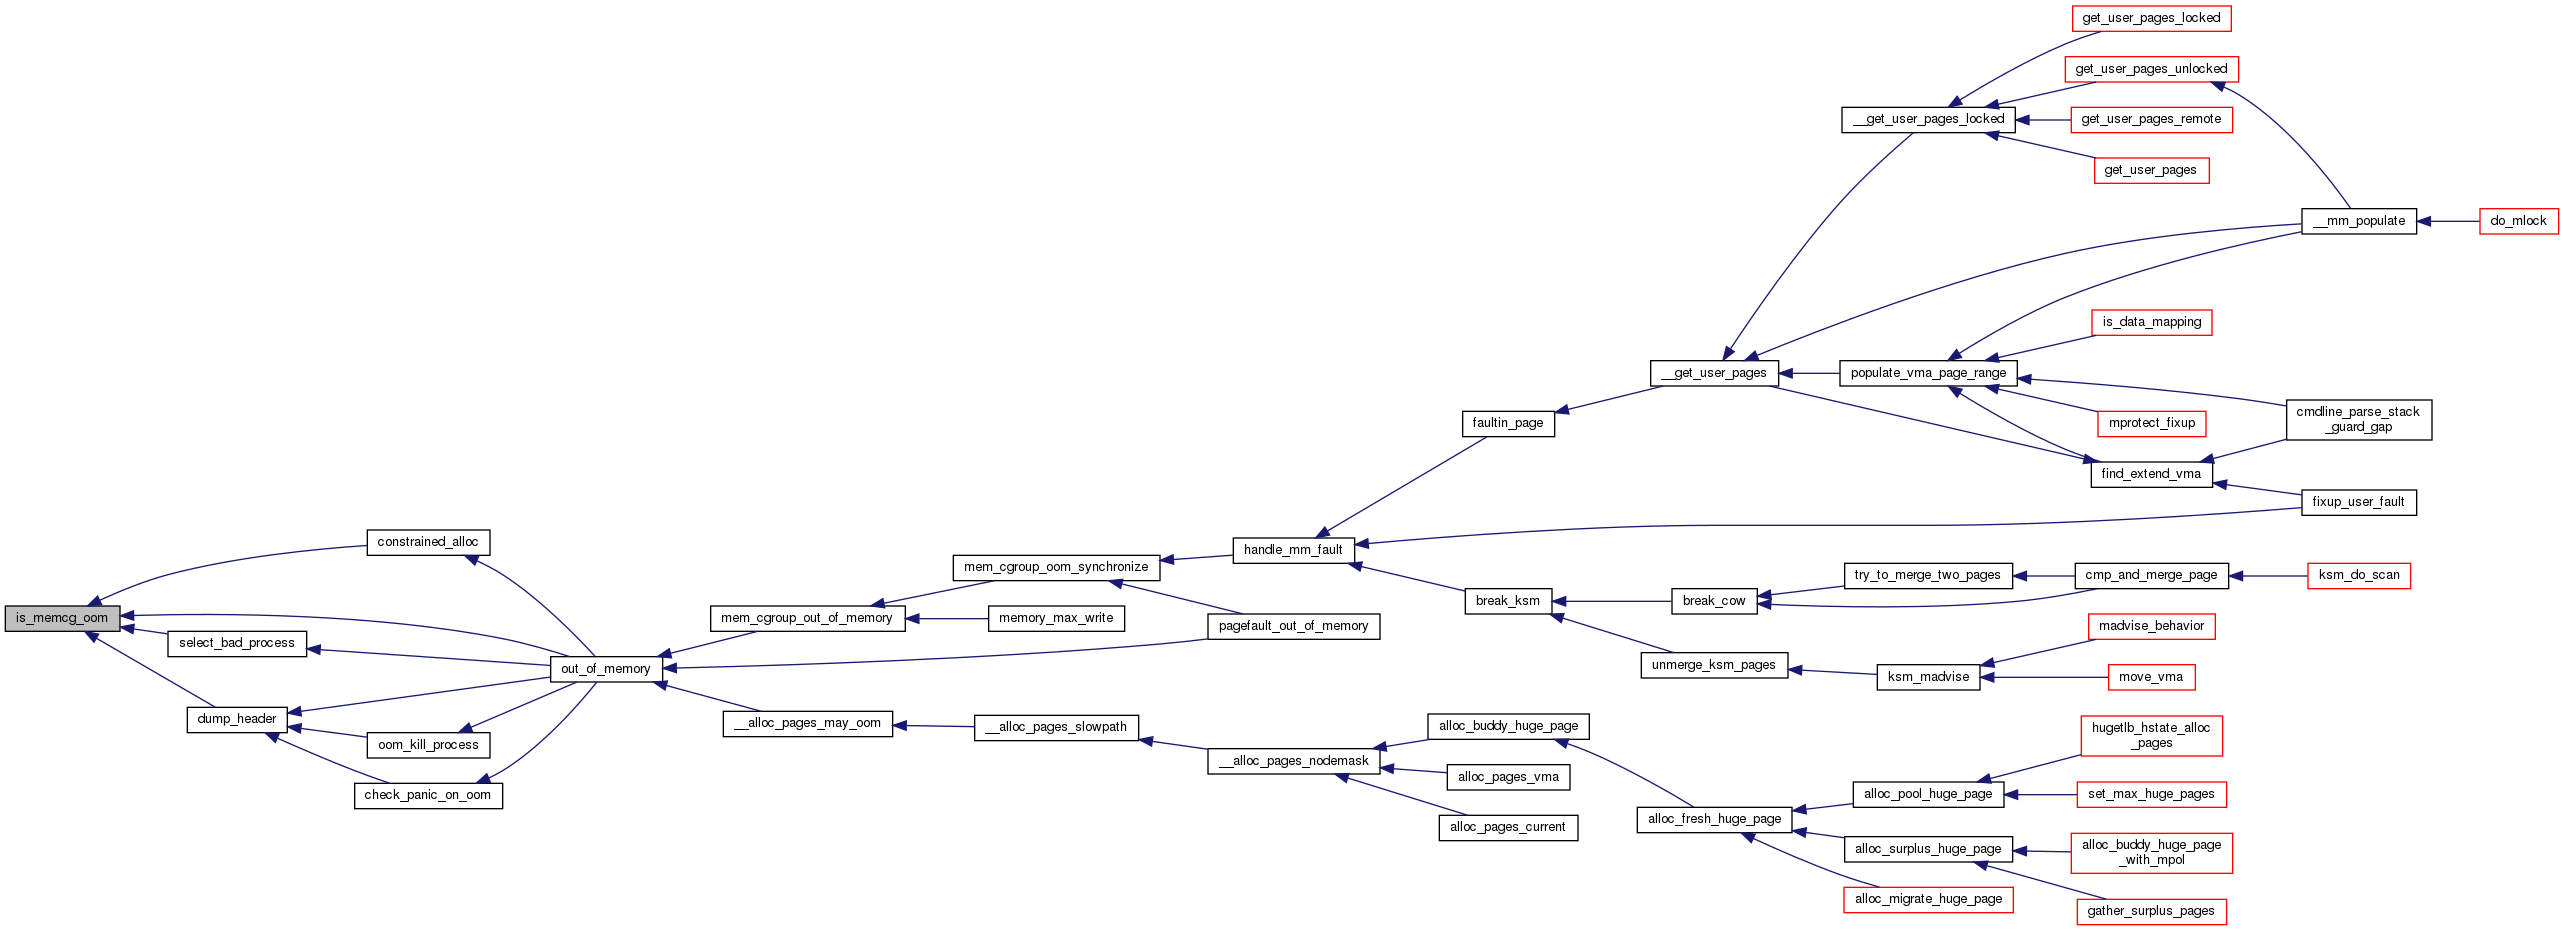 get_user_pages_locked
get_user_pages_unlocked
__get_user_pages_locked
get_user_pages_remote
get_user_pages
__mm_populate
do_mlock
is_data_mapping
__get_user_pages
populate_vma_page_range
cmdline_parse_stack
_guard_gap
faultin_page
mprotect_fixup
find_extend_vma
fixup_user_fault
constrained_alloc
handle_mm_fault
mem_cgroup_oom_synchronize
try_to_merge_two_pages
cmp_and_merge_page
ksm_do_scan
break_ksm
break_cow
is_memcg_oom
mem_cgroup_out_of_memory
memory_max_write
pagefault_out_of_memory
madvise_behavior
select_bad_process
out_of_memory
unmerge_ksm_pages
ksm_madvise
move_vma
dump_header
__alloc_pages_may_oom
__alloc_pages_slowpath
alloc_buddy_huge_page
hugetlb_hstate_alloc
_pages
oom_kill_process
__alloc_pages_nodemask
alloc_pages_vma
check_panic_on_oom
alloc_pool_huge_page
set_max_huge_pages
alloc_pages_current
alloc_fresh_huge_page
alloc_surplus_huge_page
alloc_buddy_huge_page
_with_mpol
alloc_migrate_huge_page
gather_surplus_pages